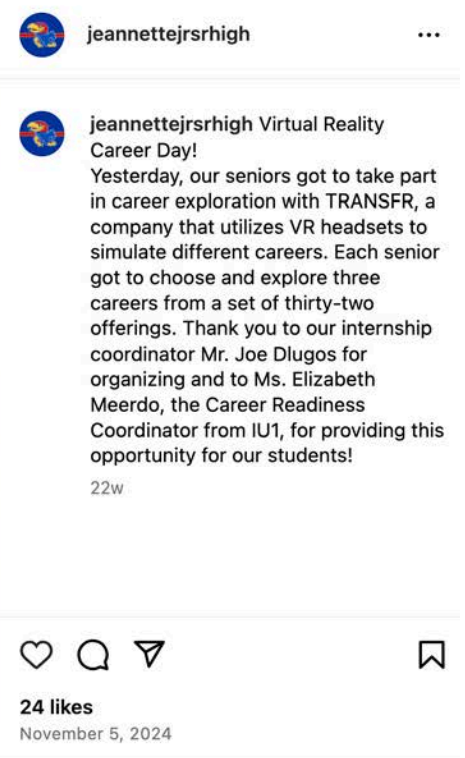 jeannettejrsrhigh
jeannettejrsrhigh Virtual Reality
Career Day!
Yesterday, our seniors got to take part
in career exploration with TRANSFR, a
company that utilizes VR headsets to
simulate different careers. Each senior
got to choose and explore three
careers from a set of thirty-two
offerings. Thank you to our internship
coordinator Mr. Joe Dlugos for
organizing and to Ms. Elizabeth
Meerdo, the Career Readiness
Coordinator from IU1, for providing this
opportunity for our students!
22w
24 likes
November 5, 2024